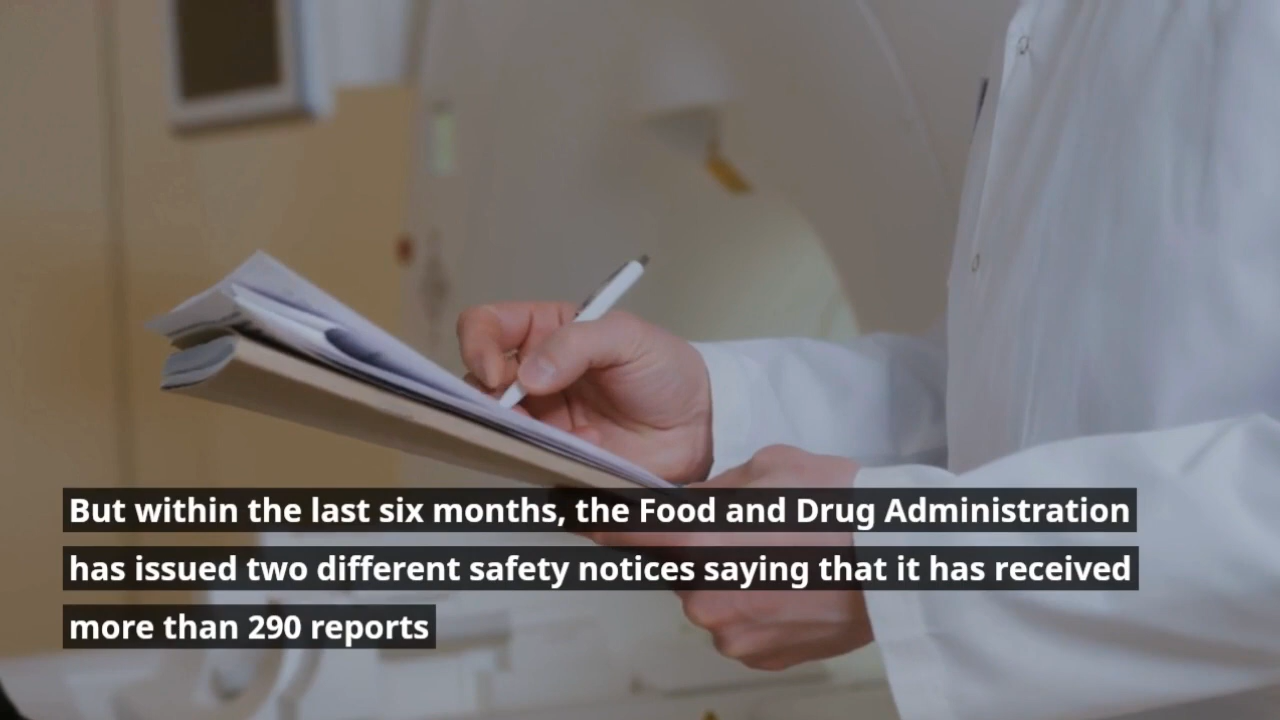 But within the last six months, the Food and Drug Administration
has issued two different safety notices saying that it has received
more than 290 reports